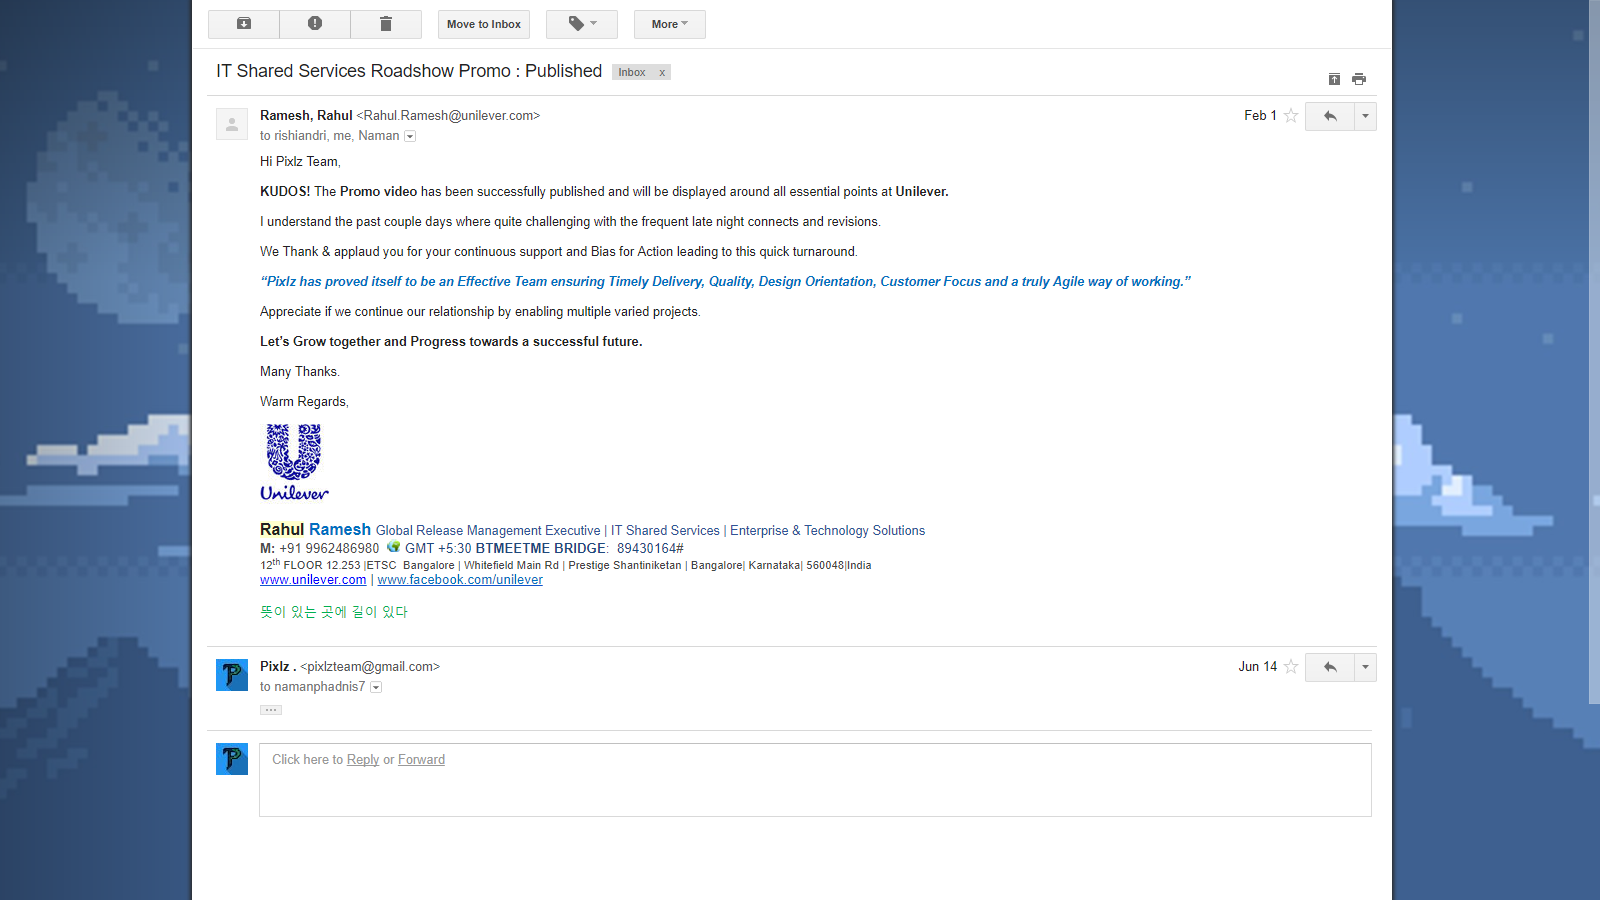 Move to Inbox
More
IT Shared Services Roadshow Promo : Published Inbox x
Ramesh, Rahul <Rahul.Ramesh@unilever.com> Feb 1
to rishiandri, me, Naman
Hi Pixlz Team,
KUDOS! The Promo video has been successfully published and will be displayed around all essential points at Unilever.
I understand the past couple days where quite challenging with the frequent late night connects and revisions.
We Thank & applaud you for your continuous support and Bias for Action leading to this quick turnaround.
“Pixlz has proved itself to be an Effective Team ensuring Timely Delivery, Quality, Design Orientation, Customer Focus and a truly Agile way of working.”
Appreciate if we continue our relationship by enabling multiple varied projects.
Let’s Grow together and Progress towards a successful future.
Many Thanks.
Warm Regards,
Unilever
Rahul Ramesh Global Release Management Executive | IT Shared Services | Enterprise & Technology Solutions
M: +91 9962486980 GMT +5:30 BTMEETME BRIDGE: 89430164#
12th FLOOR 12.253 |ETSC Bangalore | Whitefield Main Rd | Prestige Shantiniketan | Bangalore| Karnataka| 560048|India
www.unilever.com | www.facebook.com/unilever
뜻이 있는 곳에 길이 있다
Pixlz . <pixlzteam@gmail.com> Jun 14
to namanphadnis7
Click here to Reply or Forward